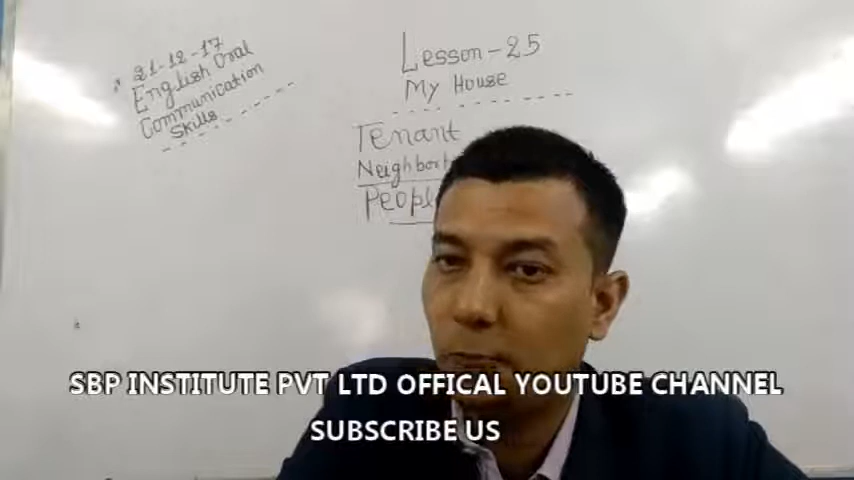 21-12-17
English Oral
Communication
Skills
Lesson-25
My House
Tenant
SBP INSTITUTE PVT LTD OFFICAL YOUTUBE CHANNEL
SUBSCRIBE US